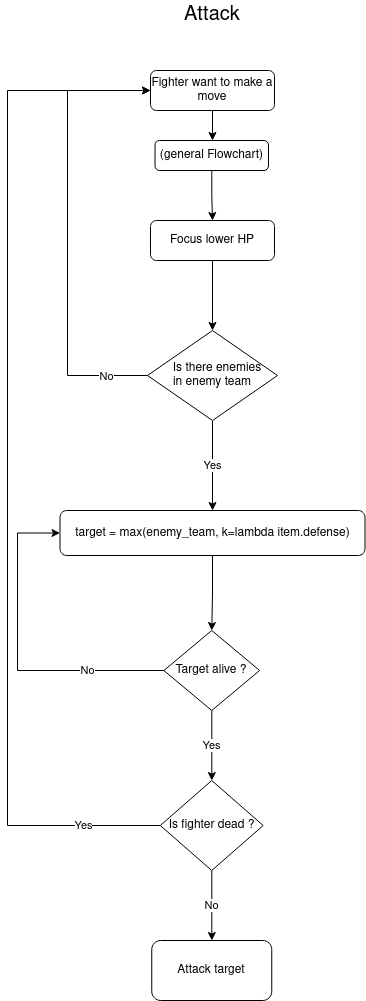 Attack
Fighter want to make a
move
(general Flowchart)
Focus lower HP
Is there enemies
in enemy team
No
Yes
target = max(enemy_team, k=lambda item.defense)
Target alive ?
No
Yes
Is fighter dead ?
Yes
No
Attack target